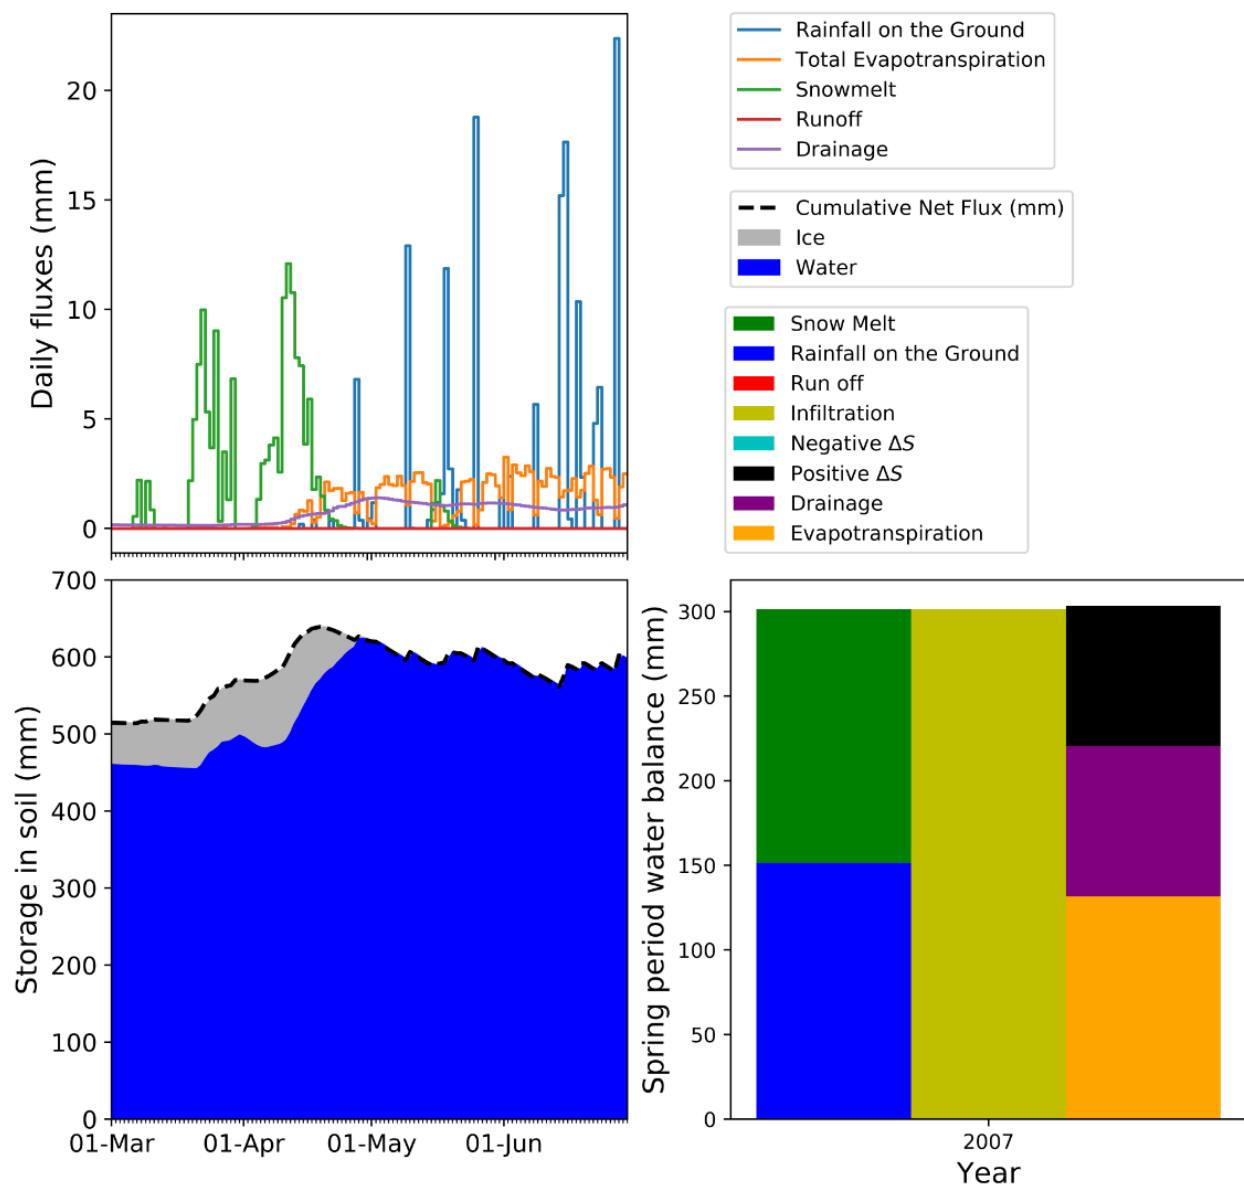 Daily fluxes (mm)
20
15
10
5
0
Rainfall on the Ground
Total Evapotranspiration
Snowmelt
Runoff
Drainage
Cumulative Net Flux (mm)
Ice
Water
Snow Melt
Rainfall on the Ground
Run off
Infiltration
Negative ΔS
Positive ΔS
Drainage
Evapotranspiration
Storage in soil (mm)
700
600
500
400
300
200
100
0
01-Mar 01-Apr 01-May 01-Jun
Spring period water balance (mm)
300
250
200
150
100
50
0
2007
Year